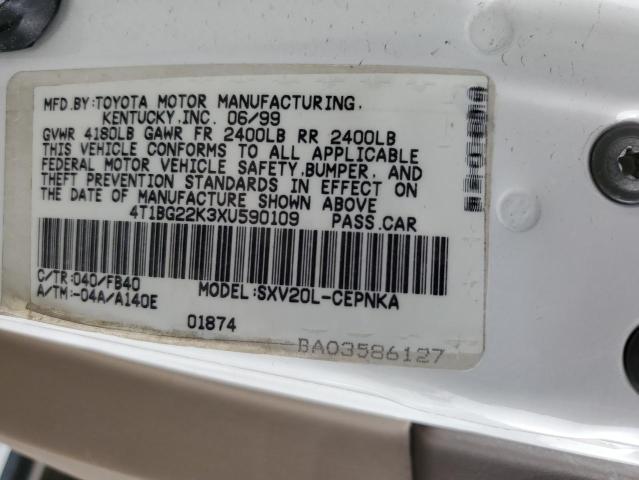 MFD.BY:TOYOTA MOTOR MANUFACTURING,
KENTUCKY,INC. 06/99
GVWR 4180LB GAWR FR 2400LB RR 2400LB
THIS VEHICLE CONFORMS TO ALL APPLICABLE
FEDERAL MOTOR VEHICLE SAFETY,BUMPER, AND
THEFT PREVENTION STANDARDS IN EFFECT ON
THE DATE OF MANUFACTURE SHOWN ABOVE
4T1BG22K3XU590109 PASS.CAR
C/TR:040/FB40 MODEL:SXV20L-CEPNKA
A/TM:-04A/A140E
01874
BA03586127